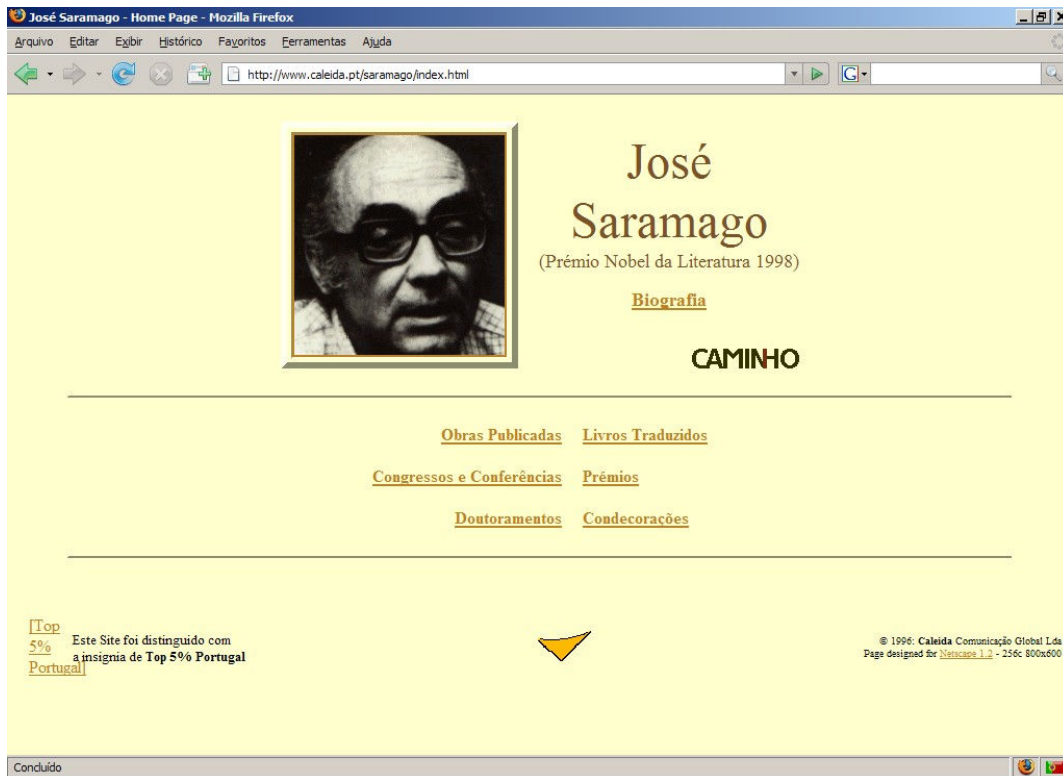 José Saramago - Home Page - Mozilla Firefox
Arquivo Editar Exibir Histórico Favoritos Ferramentas Ajuda
http://www.caleida.pt/saramago/index.html
G
José
Saramago
(Prémio Nobel da Literatura 1998)
Biografia
CAMINHO
Obras Publicadas Livros Traduzidos
Congressos e Conferências Prémios
Doutoramentos Condecorações
[Top
5%
Portugal]
Este Site foi distinguido com
a insignia de Top 5% Portugal
© 1996: Caleida Comunicação Global Lda
Page designed for Netscape 1.2 - 256c 800x600
Concluído